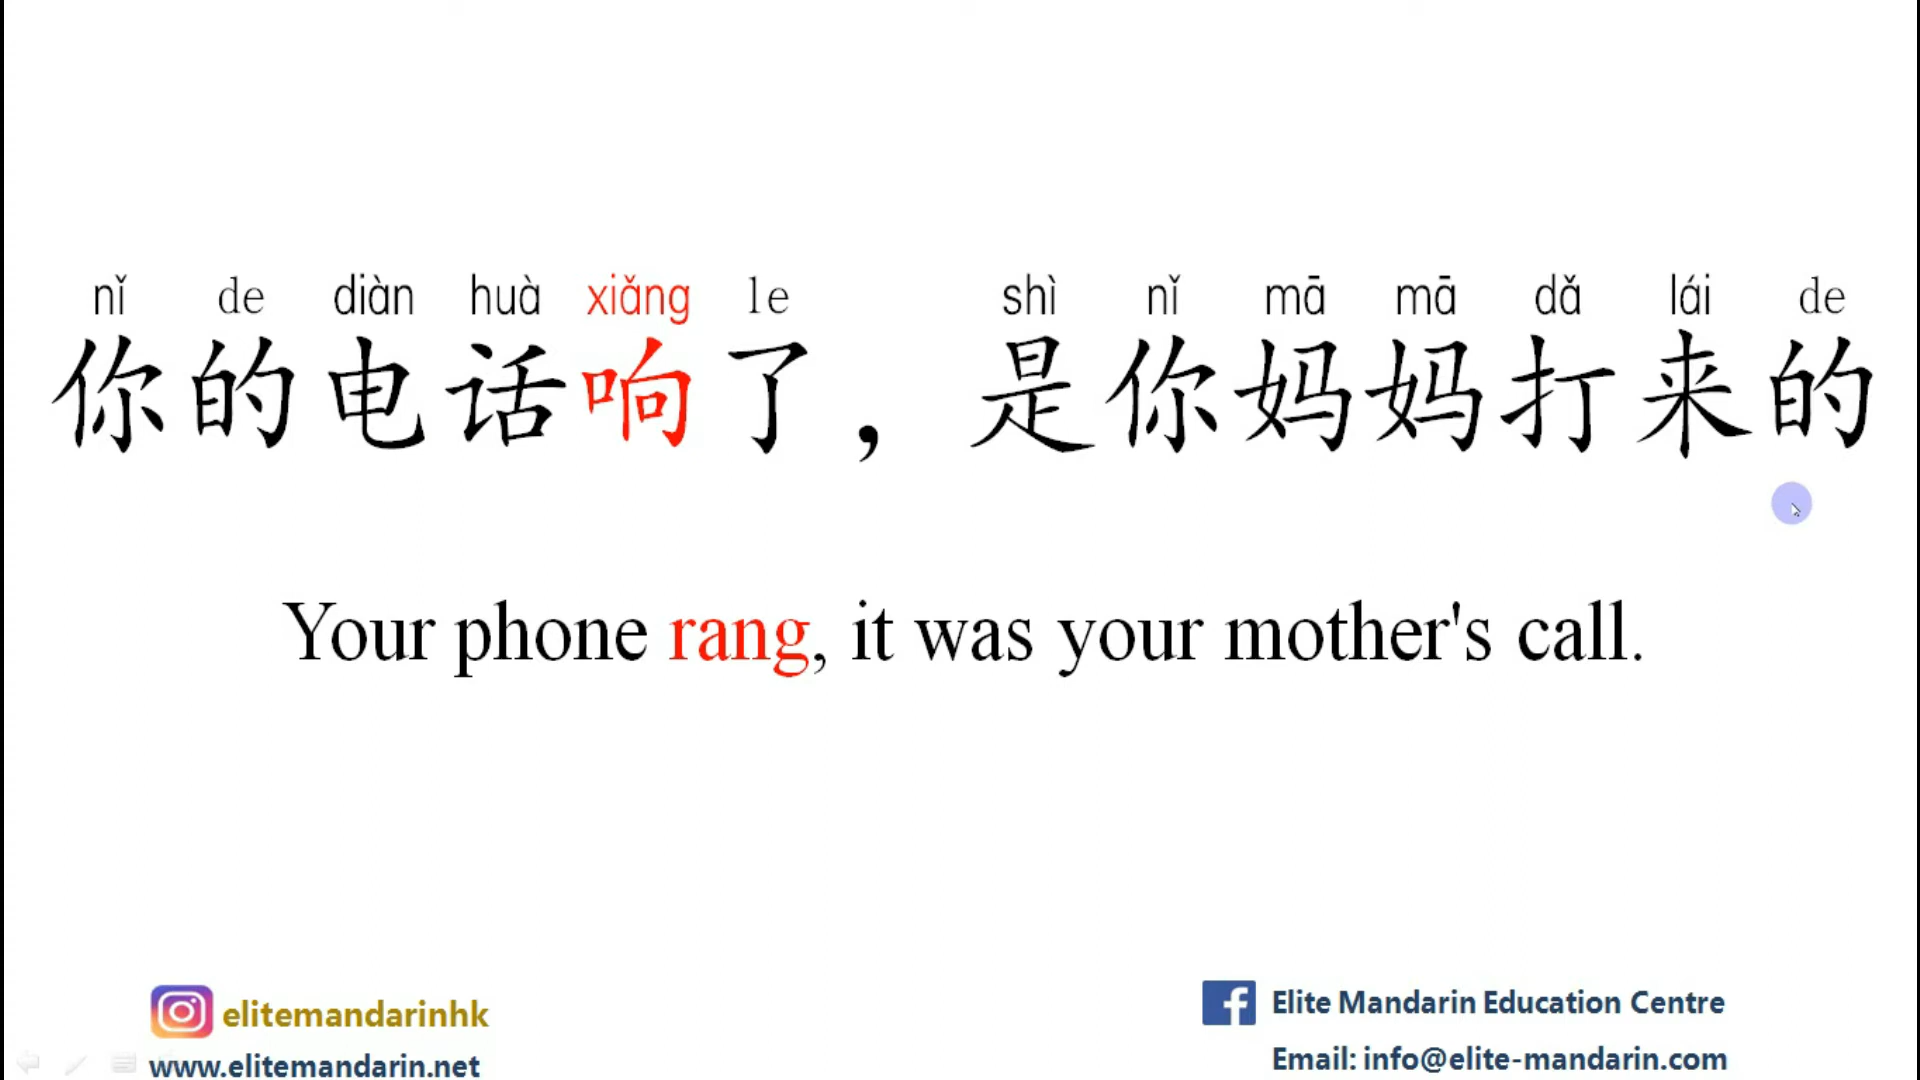 nǐ de diàn huà xiǎng le shì nǐ mā mā dǎ lái de
你的电话响了，是你妈妈打来的
Your phone rang, it was your mother's call.
elitemandarinhk
www.elitemandarin.net
Elite Mandarin Education Centre
Email: info@elite-mandarin.com